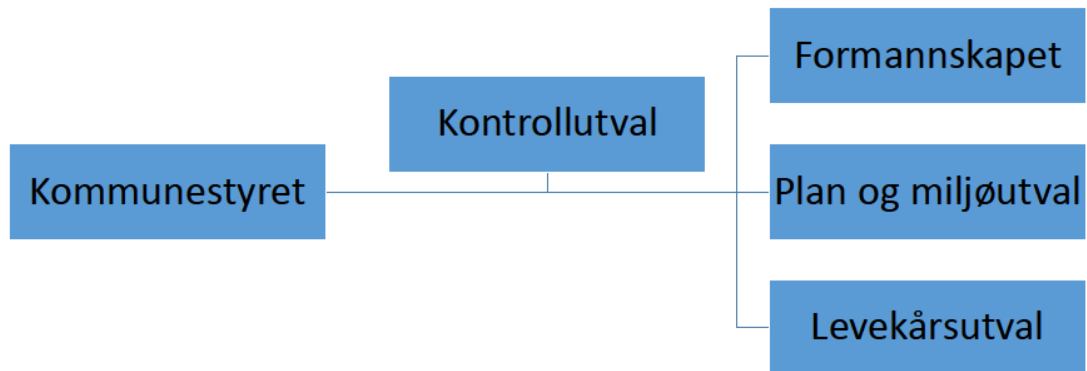 Kommunestyret
Kontrollutval
Formannskapet
Plan og miljøutval
Levekårsutval